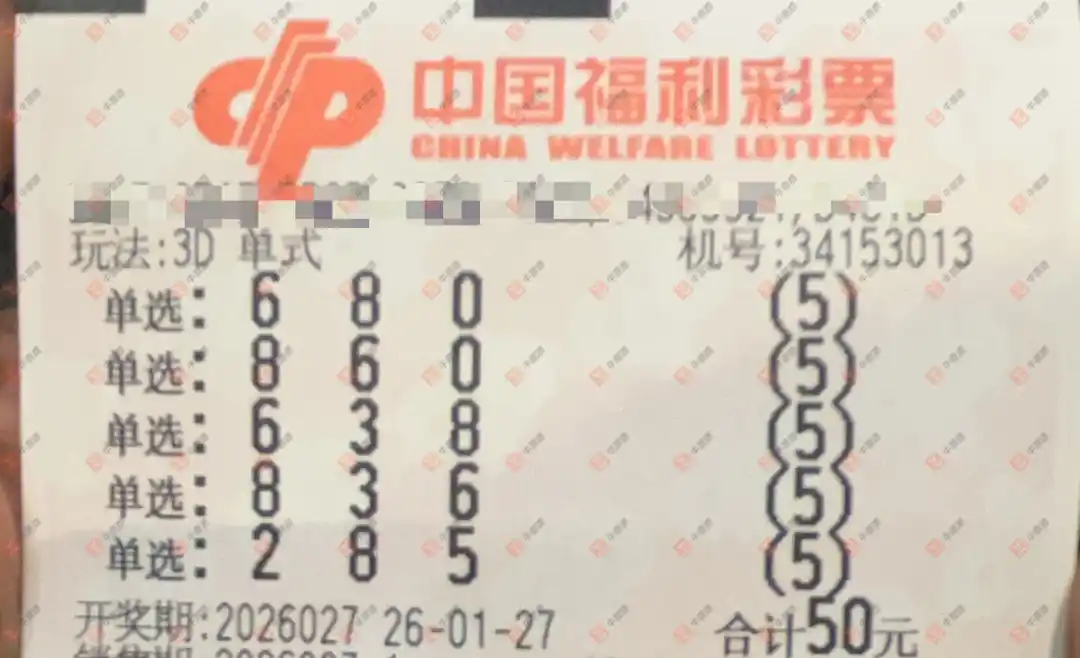 中国福利彩票
CHINA WELFARE LOTTERY
玩法:3D 单式 机号:34153013
单选: 6 8 0 (5)
单选: 8 6 0 (5)
单选: 6 3 8 (5)
单选: 8 3 6 (5)
单选: 2 8 5 (5)
开奖期:2026027 26-01-27 合计50元